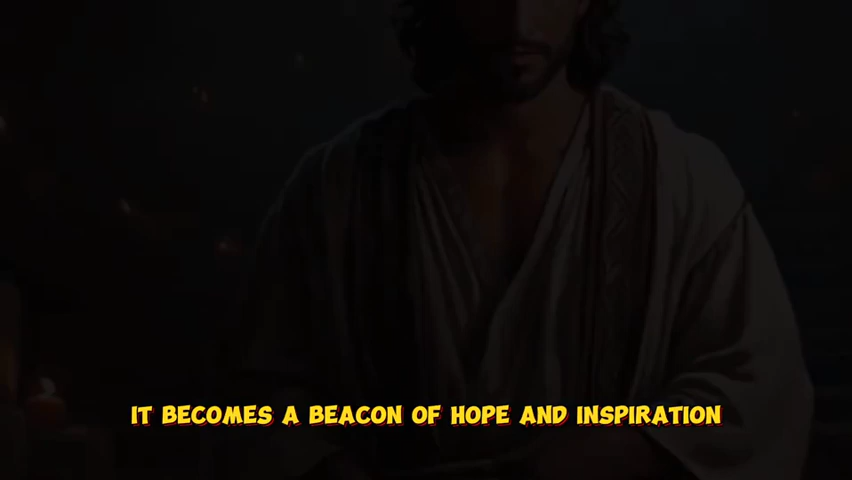 IT BECOMES A BEACON OF HOPE AND INSPIRATION